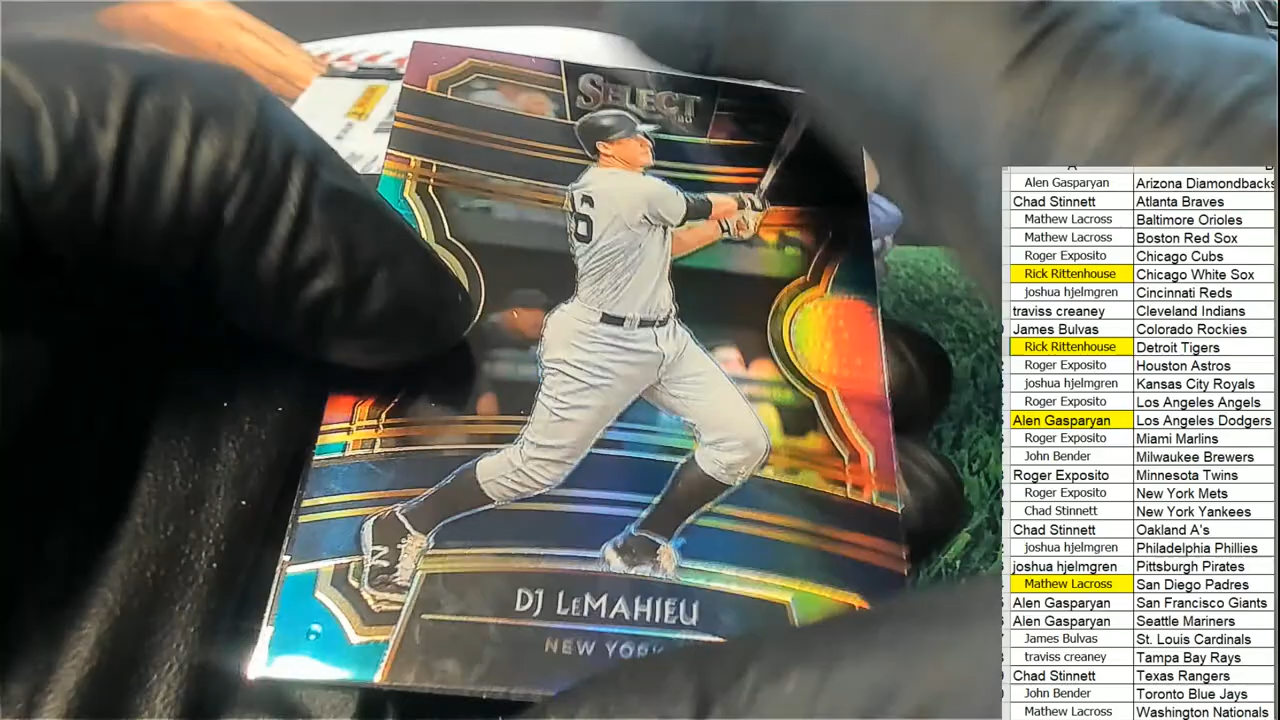 SELECT
6
DJ LeMAHIEU
NEW YORK
A B
Alen Gasparyan Arizona Diamondbacks
Chad Stinnett Atlanta Braves
Mathew Lacross Baltimore Orioles
Mathew Lacross Boston Red Sox
Roger Exposito Chicago Cubs
Rick Rittenhouse Chicago White Sox
joshua hjelmgren Cincinnati Reds
traviss creaney Cleveland Indians
James Bulvas Colorado Rockies
Rick Rittenhouse Detroit Tigers
Roger Exposito Houston Astros
joshua hjelmgren Kansas City Royals
Roger Exposito Los Angeles Angels
Alen Gasparyan Los Angeles Dodgers
Roger Exposito Miami Marlins
John Bender Milwaukee Brewers
Roger Exposito Minnesota Twins
Roger Exposito New York Mets
Chad Stinnett New York Yankees
Chad Stinnett Oakland A's
joshua hjelmgren Philadelphia Phillies
joshua hjelmgren Pittsburgh Pirates
Mathew Lacross San Diego Padres
Alen Gasparyan San Francisco Giants
Alen Gasparyan Seattle Mariners
James Bulvas St. Louis Cardinals
traviss creaney Tampa Bay Rays
Chad Stinnett Texas Rangers
John Bender Toronto Blue Jays
Mathew Lacross Washington Nationals